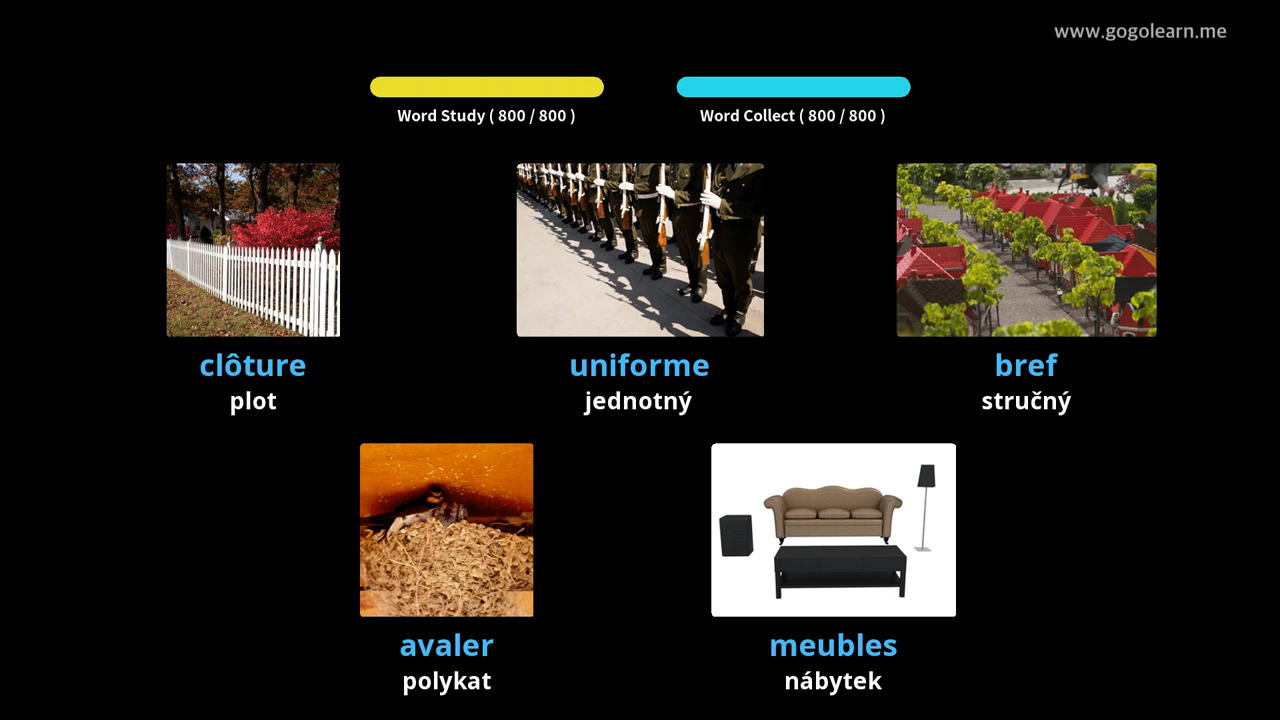 www.gogolearn.me
Word Study ( 800 / 800 )
Word Collect ( 800 / 800 )
clôture
plot
uniforme
jednotný
bref
stručný
avaler
polykat
meubles
nábytek